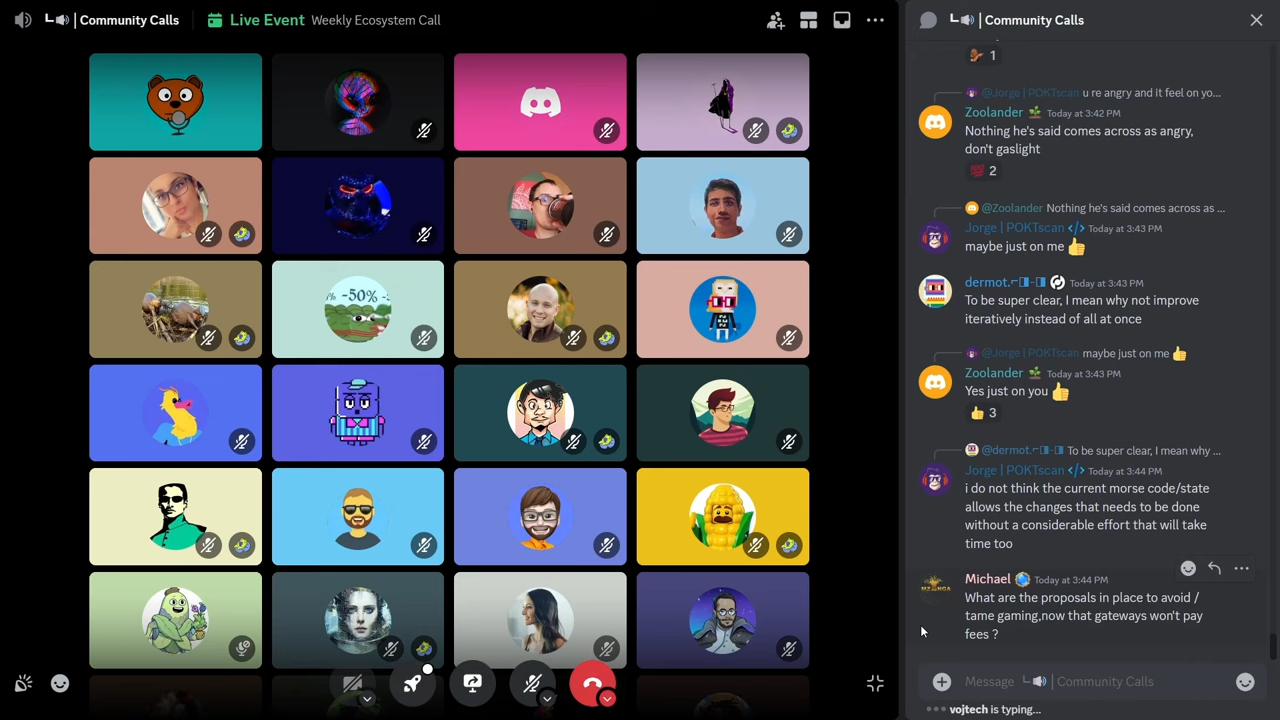 ┗🔊 | Community Calls
Live Event Weekly Ecosystem Call
% -50% -5
┗🔊 | Community Calls
1
@Jorge | POKTscan u re angry and it feel on yo...
Zoolander 🌱 Today at 3:42 PM
Nothing he's said comes across as angry,
don't gaslight
💯 2
@Zoolander Nothing he's said comes across as ...
Jorge | POKTscan </> Today at 3:43 PM
maybe just on me 👍
dermot.⌐◨-◨ Today at 3:43 PM
To be super clear, I mean why not improve
iteratively instead of all at once
@Jorge | POKTscan maybe just on me 👍
Zoolander 🌱 Today at 3:43 PM
Yes just on you 👍
👍 3
@dermot.⌐◨-◨ To be super clear, I mean why ...
Jorge | POKTscan </> Today at 3:44 PM
i do not think the current morse code/state
allows the changes that needs to be done
without a considerable effort that will take
time too
Michael Today at 3:44 PM
What are the proposals in place to avoid /
tame gaming,now that gateways won't pay
fees ?
Message ┗🔊 | Community Calls
vojtech is typing...